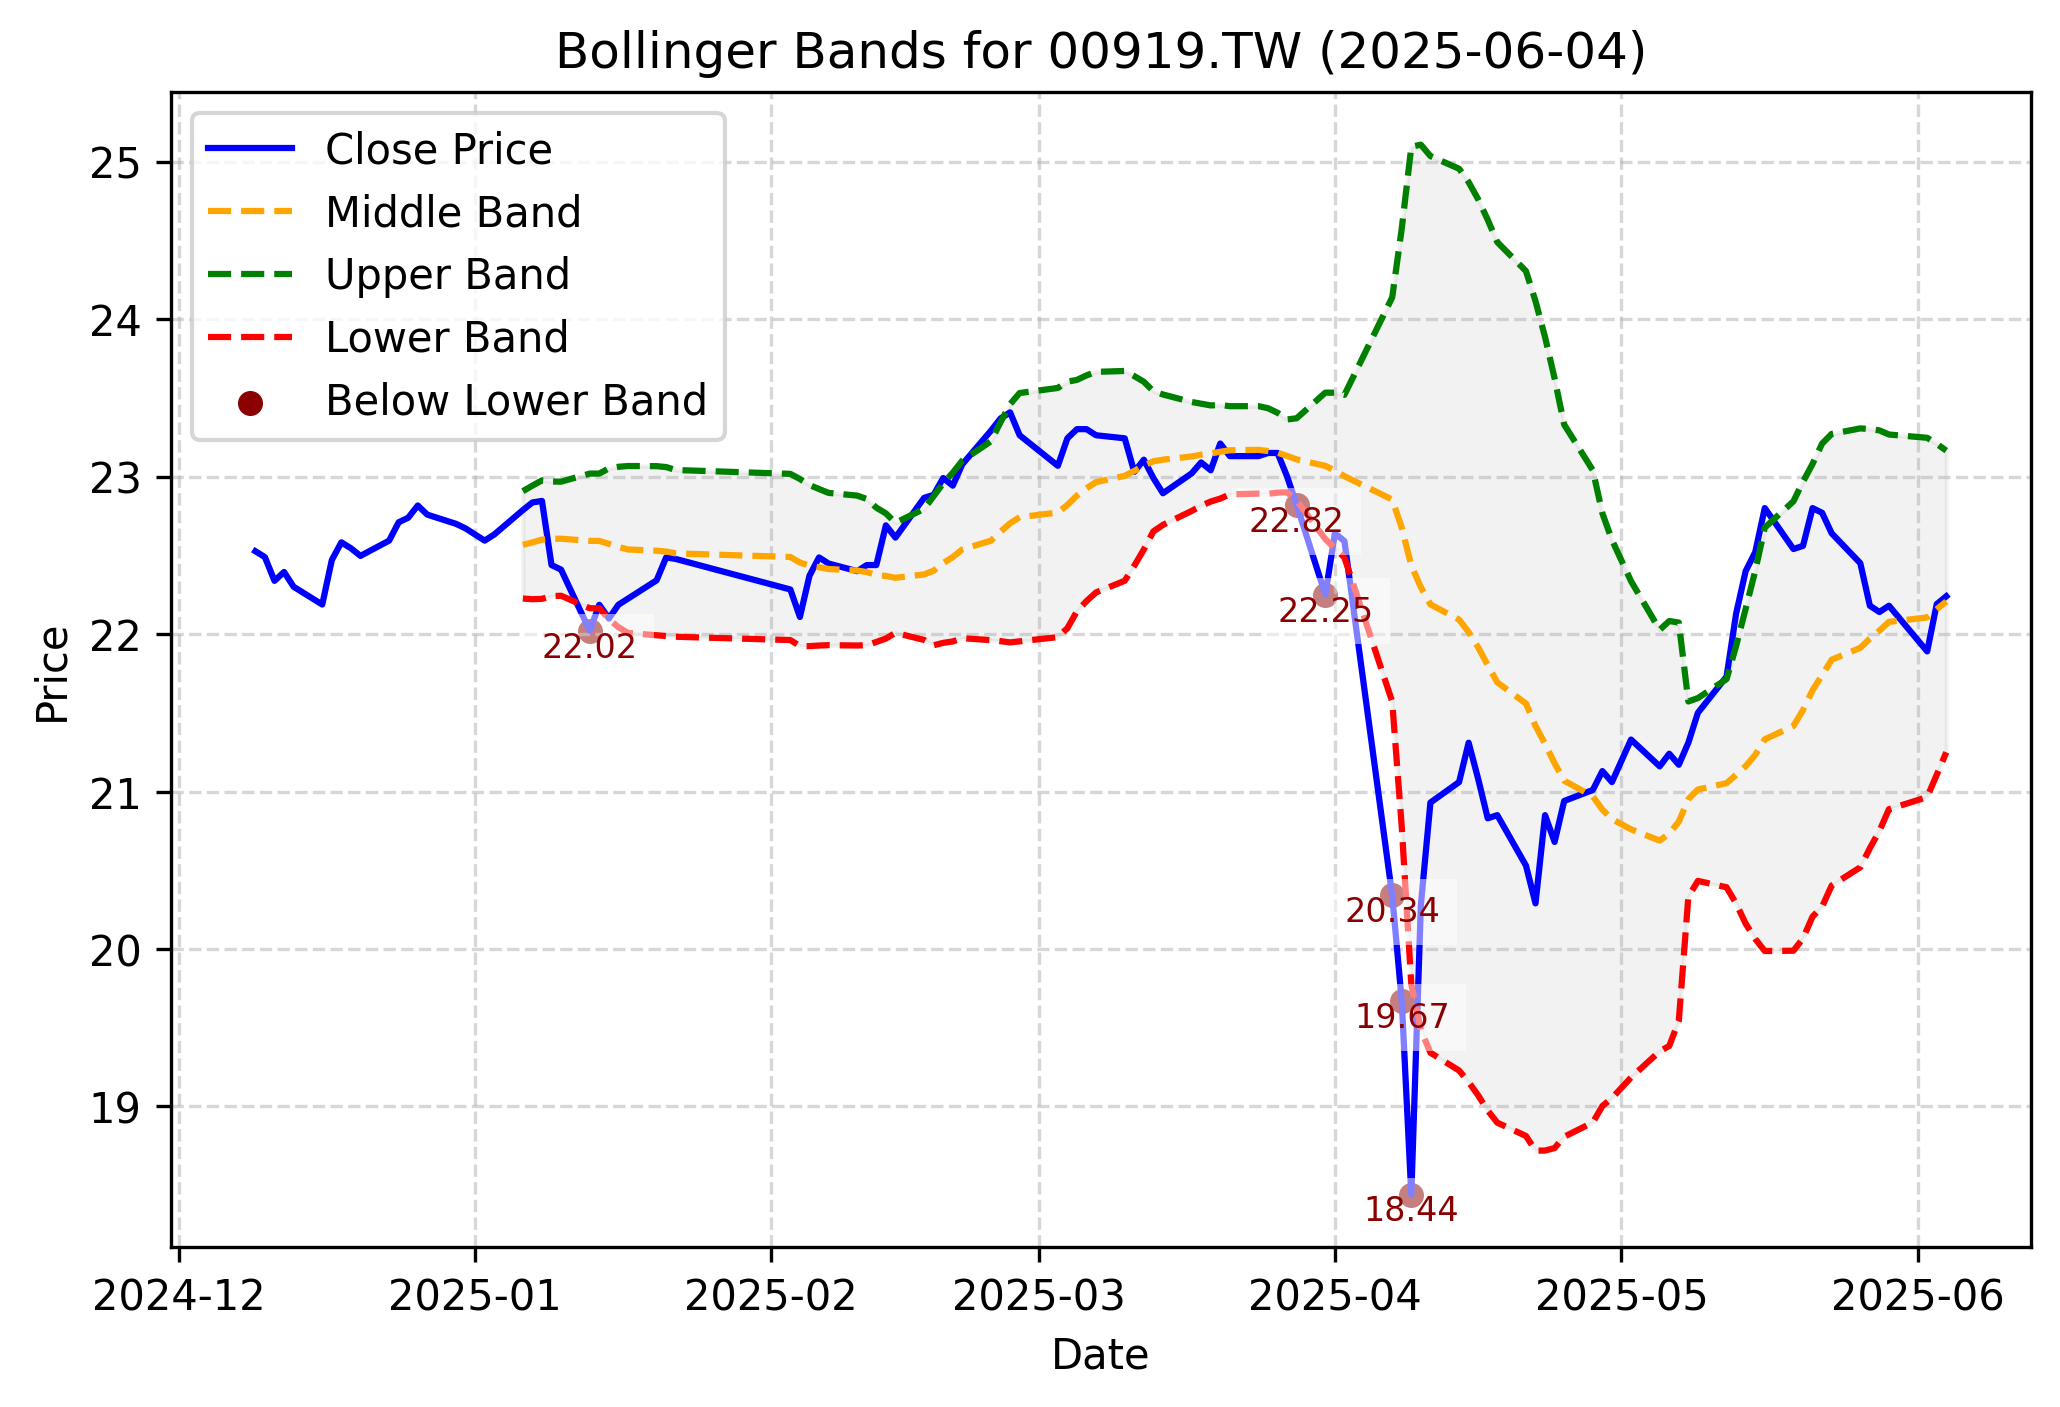 Bollinger Bands for 00919.TW (2025-06-04)
Close Price
Middle Band
Upper Band
Lower Band
Below Lower Band
25
24
23
22
21
20
19
Price
22.02
22.82
22.25
20.34
19.67
18.44
2024-12
2025-01
2025-02
2025-03
2025-04
2025-05
2025-06
Date